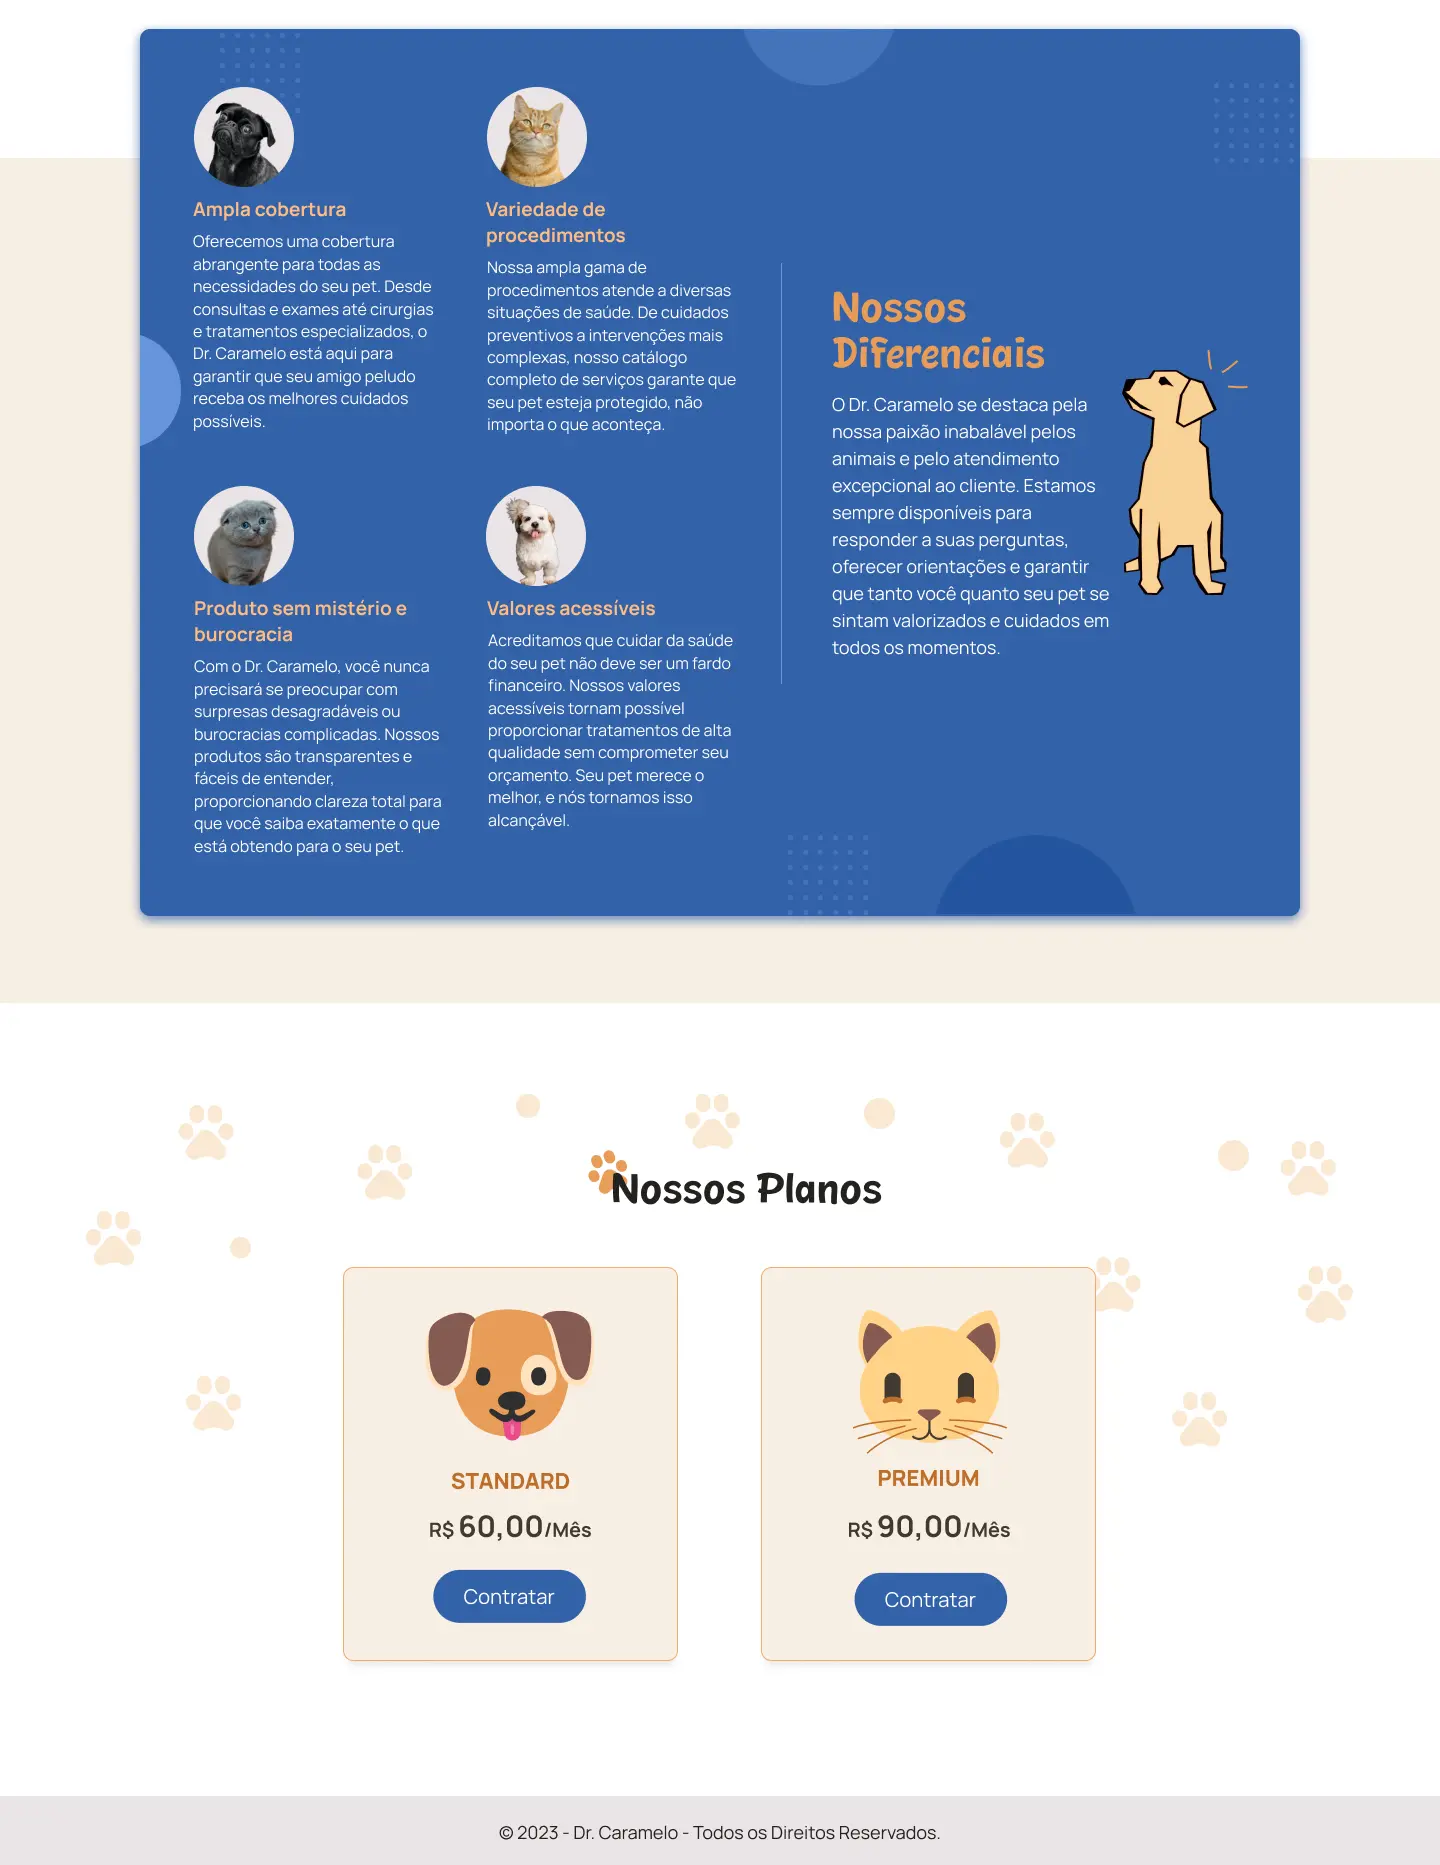 Ampla cobertura
Oferecemos uma cobertura
abrangente para todas as
necessidades do seu pet. Desde
consultas e exames até cirurgias
e tratamentos especializados, o
Dr. Caramelo está aqui para
garantir que seu amigo peludo
receba os melhores cuidados
possíveis.
Variedade de
procedimentos
Nossa ampla gama de
procedimentos atende a diversas
situações de saúde. De cuidados
preventivos a intervenções mais
complexas, nosso catálogo
completo de serviços garante que
seu pet esteja protegido, não
importa o que aconteça.
Produto sem mistério e
burocracia
Com o Dr. Caramelo, você nunca
precisará se preocupar com
surpresas desagradáveis ou
burocracias complicadas. Nossos
produtos são transparentes e
fáceis de entender,
proporcionando clareza total para
que você saiba exatamente o que
está obtendo para o seu pet.
Valores acessíveis
Acreditamos que cuidar da saúde
do seu pet não deve ser um fardo
financeiro. Nossos valores
acessíveis tornam possível
proporcionar tratamentos de alta
qualidade sem comprometer seu
orçamento. Seu pet merece o
melhor, e nós tornamos isso
alcançável.
Nossos
Diferenciais
O Dr. Caramelo se destaca pela
nossa paixão inabalável pelos
animais e pelo atendimento
excepcional ao cliente. Estamos
sempre disponíveis para
responder a suas perguntas,
oferecer orientações e garantir
que tanto você quanto seu pet se
sintam valorizados e cuidados em
todos os momentos.
Nossos Planos
STANDARD
R$ 60,00/Mês
Contratar
PREMIUM
R$ 90,00/Mês
Contratar
© 2023 - Dr. Caramelo - Todos os Direitos Reservados.